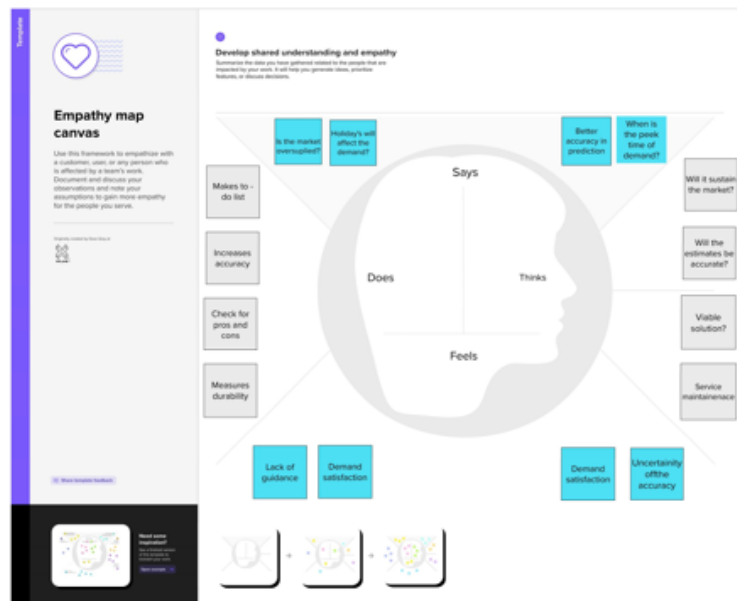 Template
Empathy map
canvas
Use this framework to empathize with
a customer, user, or any person who
is affected by a team's work.
Document and discuss your
observations and note your
assumptions to gain more empathy
for the people you serve.
Share template feedback
Need some
inspiration?
Develop shared understanding and empathy
Summarize the data you have gathered related to the people that are
impacted by your work. It will help you generate ideas, prioritize
features, or discuss decisions.
Is the market
oversuplied?
Holiday's will
affect the
demand?
Better
accuracy in
prediction
When is
the peek
time of
demand?
Says
Makes to -
do list
Increases
accuracy
Check for
pros and
cons
Measures
durability
Does
Thinks
Feels
Will it sustain
the market?
Will the
estimates be
accurate?
Viable
solution?
Service
maintainenace
Lack of
guidance
Demand
satisfaction
Demand
satisfaction
Uncertainity
offthe
accuracy